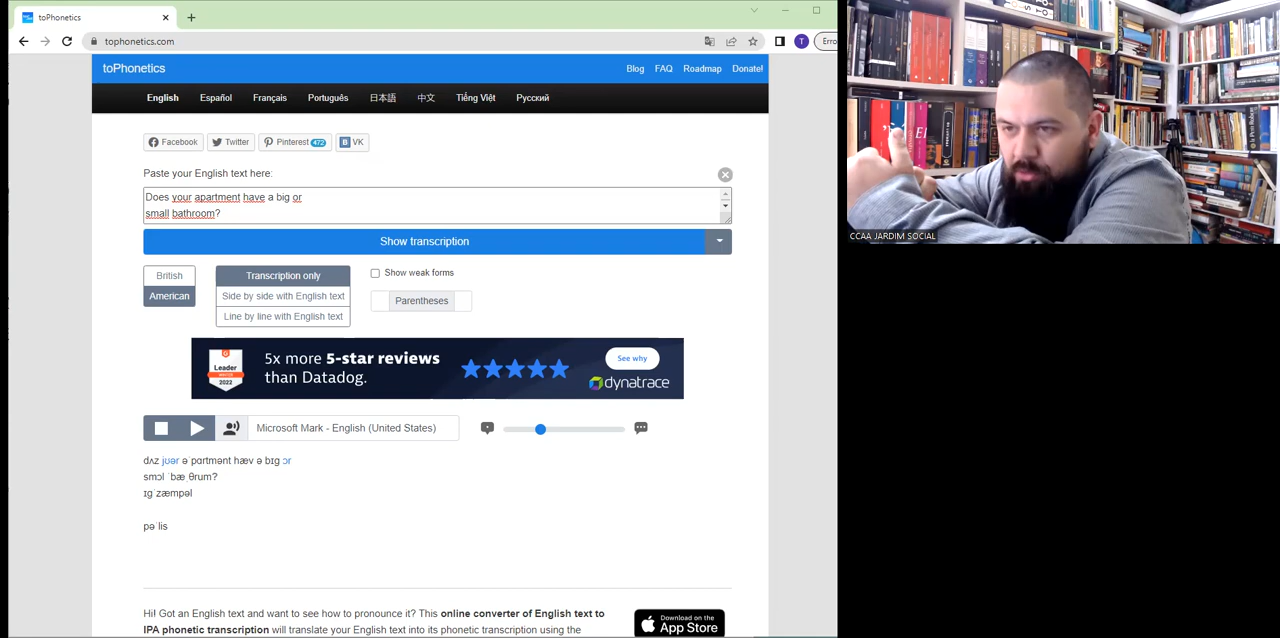 toPhonetics
tophonetics.com
T
Erro
toPhonetics
Blog FAQ Roadmap Donate!
English Español Français Português 日本語 中文 Tiếng Việt Русский
Facebook Twitter Pinterest 472 VK
Paste your English text here:
Does your apartment have a big or
small bathroom?
Show transcription
British
American
Transcription only
Side by side with English text
Line by line with English text
Show weak forms
Parentheses
Leader
WINTER
2022
5x more 5-star reviews
than Datadog.
See why
dynatrace
Microsoft Mark - English (United States)
dʌz jʊər əˈpɑrtmənt hæv ə bɪg ɔr
smɔl ˈbæˌθrum?
ɪgˈzæmpəl
pəˈlis
Hi! Got an English text and want to see how to pronounce it? This online converter of English text to
IPA phonetic transcription will translate your English text into its phonetic transcription using the
Download on the
App Store
CCAA JARDIM SOCIAL